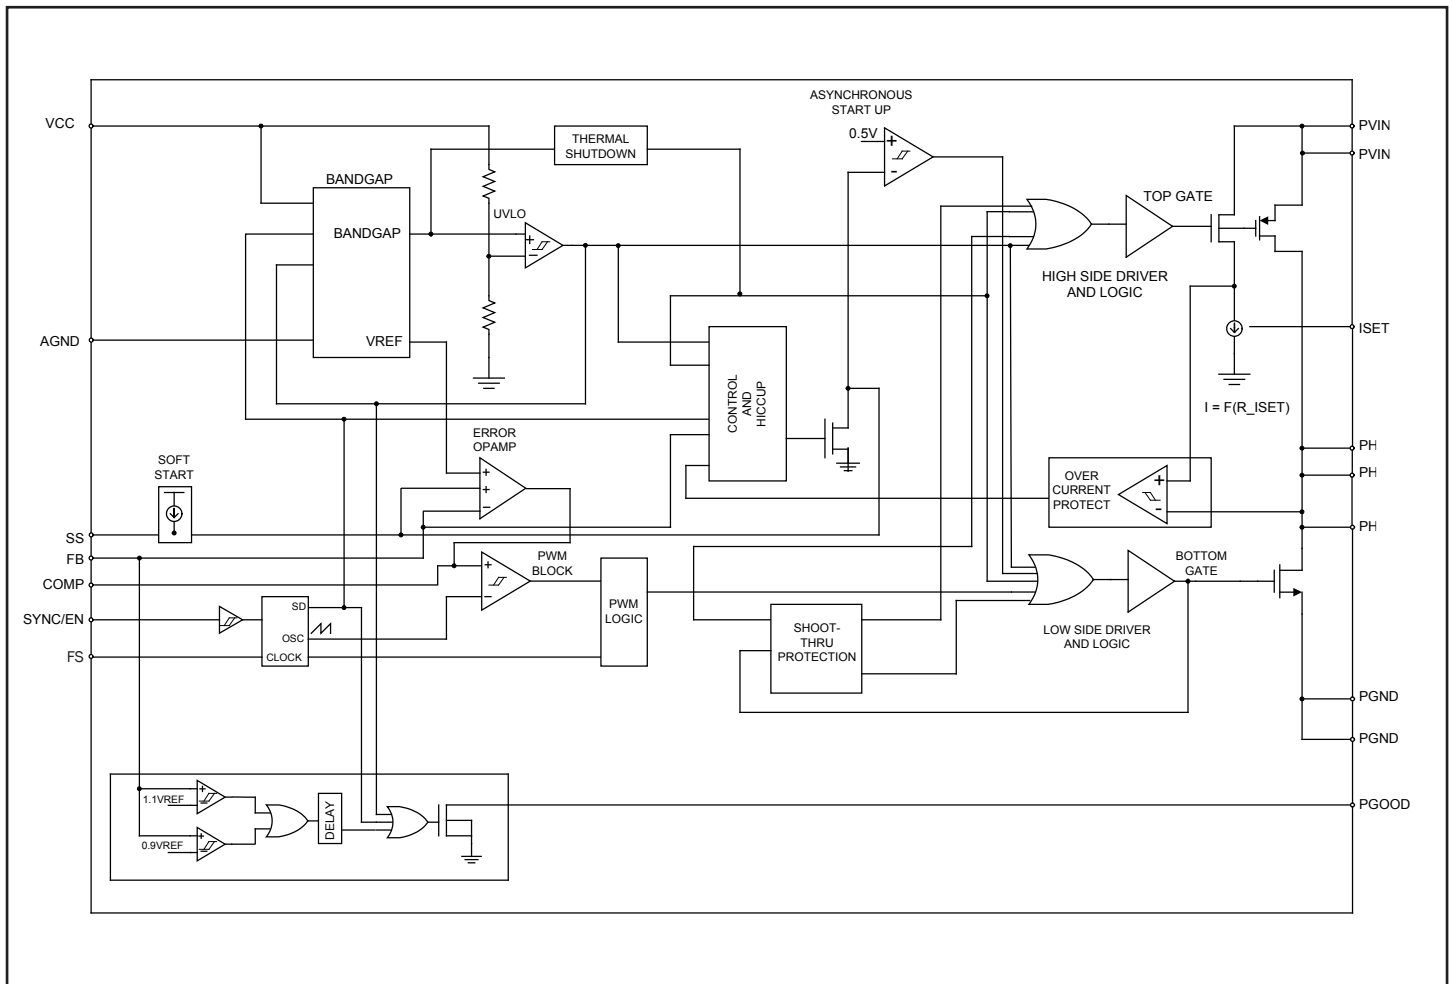 ASYNCHRONOUS
START UP
VCC
0.5V
+
-
PVIN
PVIN
THERMAL
SHUTDOWN
BANDGAP
BANDGAP
VREF
UVLO
+
-
TOP GATE
HIGH SIDE DRIVER
AND LOGIC
AGND
ISET
I = F(R_ISET)
CONTROL
AND
HICCUP
ERROR
OPAMP
+
+
-
SOFT
START
PH
PH
PH
OVER
CURRENT
PROTECT
+
-
SS
FB
COMP
SYNC/EN
FS
PWM
BLOCK
+
-
PWM
LOGIC
BOTTOM
GATE
SD
OSC
CLOCK
SHOOT-
THRU
PROTECTION
LOW SIDE DRIVER
AND LOGIC
PGND
PGND
PGOOD
1.1VREF
+
-
0.9VREF
+
-
DELAY